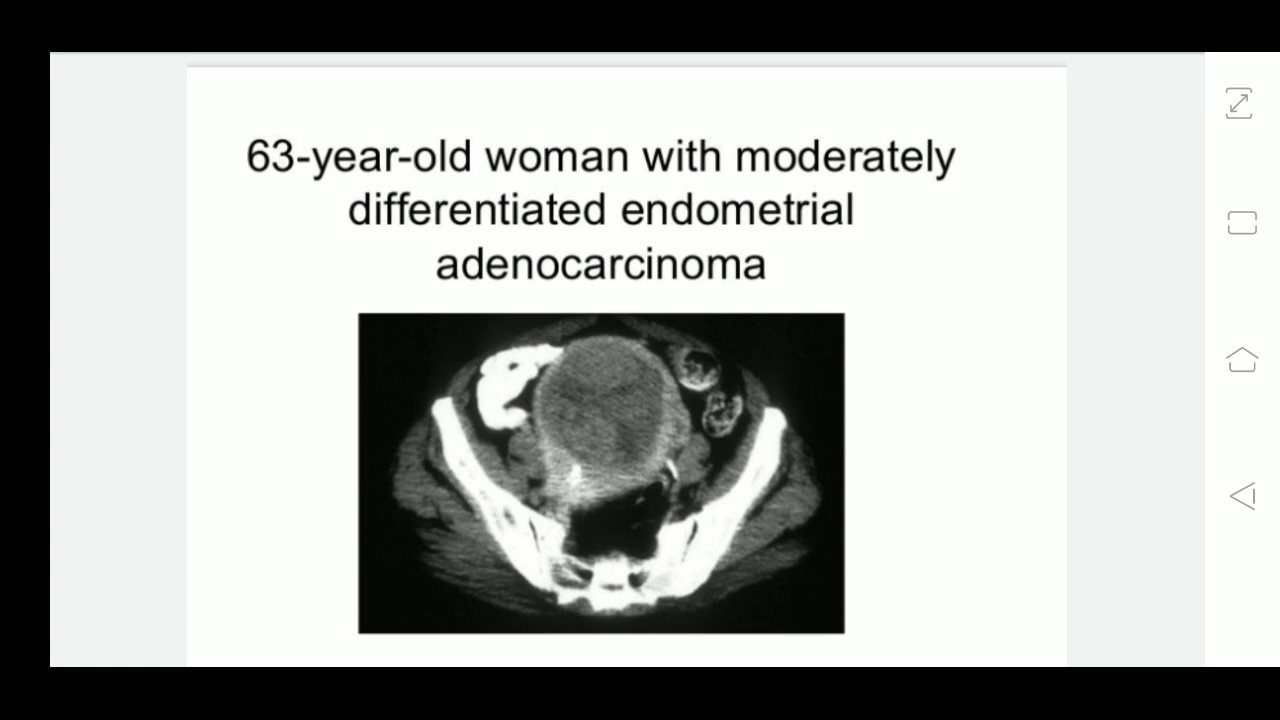 63-year-old woman with moderately
differentiated endometrial
adenocarcinoma